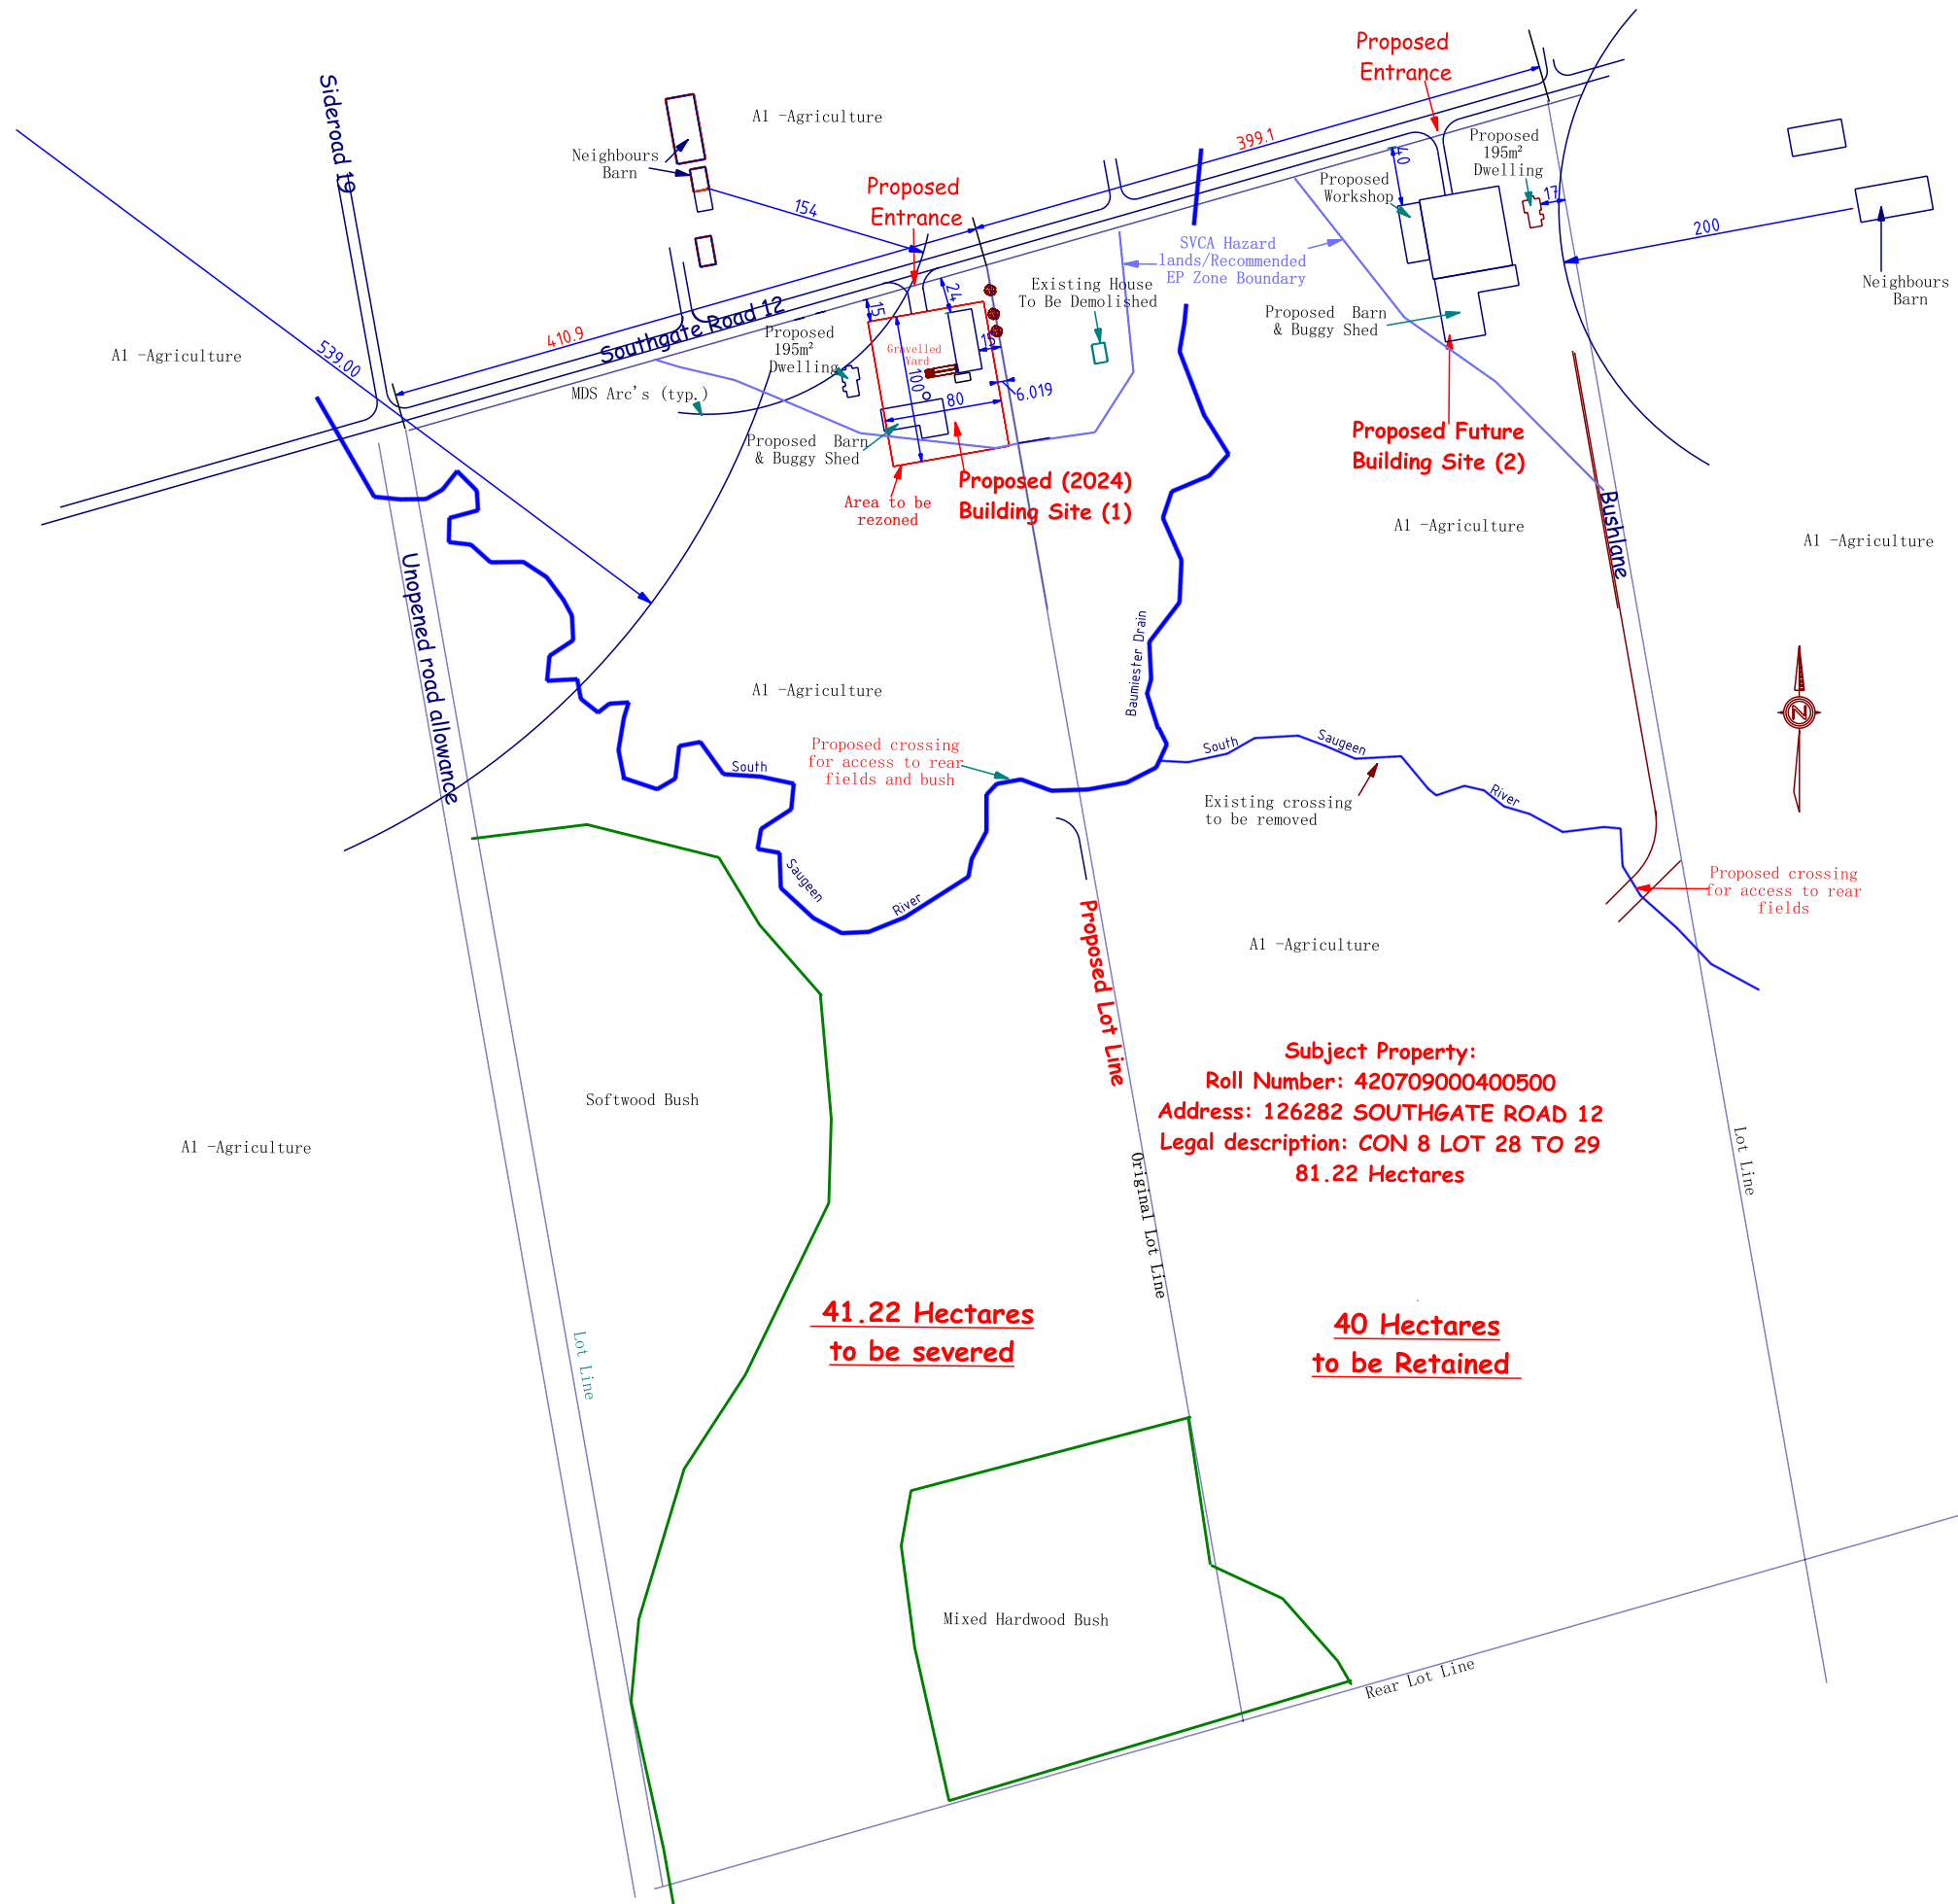 Proposed
Entrance
399.1
Sideroad 19
A1 -Agriculture
Neighbours
Barn
154
Proposed
Entrance
40
Proposed
195m²
Dwelling
17
Proposed
Workshop
200
Neighbours
Barn
SVCA Hazard
lands/Recommended
EP Zone Boundary
Existing House
To Be Demolished
Proposed  Barn
& Buggy Shed
410.9
Southgate Road 12
539.00
A1 -Agriculture
15
24
Proposed
195m²
Dwelling
Gravelled
Yard
15
100
80
6.019
MDS Arc's (typ.)
Proposed  Barn
& Buggy Shed
Area to be
rezoned
Proposed (2024)
Building Site (1)
Proposed Future
Building Site (2)
A1 -Agriculture
Bushlane
A1 -Agriculture
Unopened road allowance
A1 -Agriculture
Baumiester Drain
N
Proposed crossing
for access to rear
fields and bush
South
Saugeen
River
South
Saugeen
River
Existing crossing
to be removed
Proposed crossing
for access to rear
fields
A1 -Agriculture
Proposed Lot Line
Subject Property:
Roll Number: 420709000400500
Address: 126282 SOUTHGATE ROAD 12
Legal description: CON 8 LOT 28 TO 29
81.22 Hectares
Softwood Bush
A1 -Agriculture
Original Lot Line
Lot Line
Lot Line
41.22 Hectares
to be severed
40 Hectares
to be Retained
Mixed Hardwood Bush
Rear Lot Line